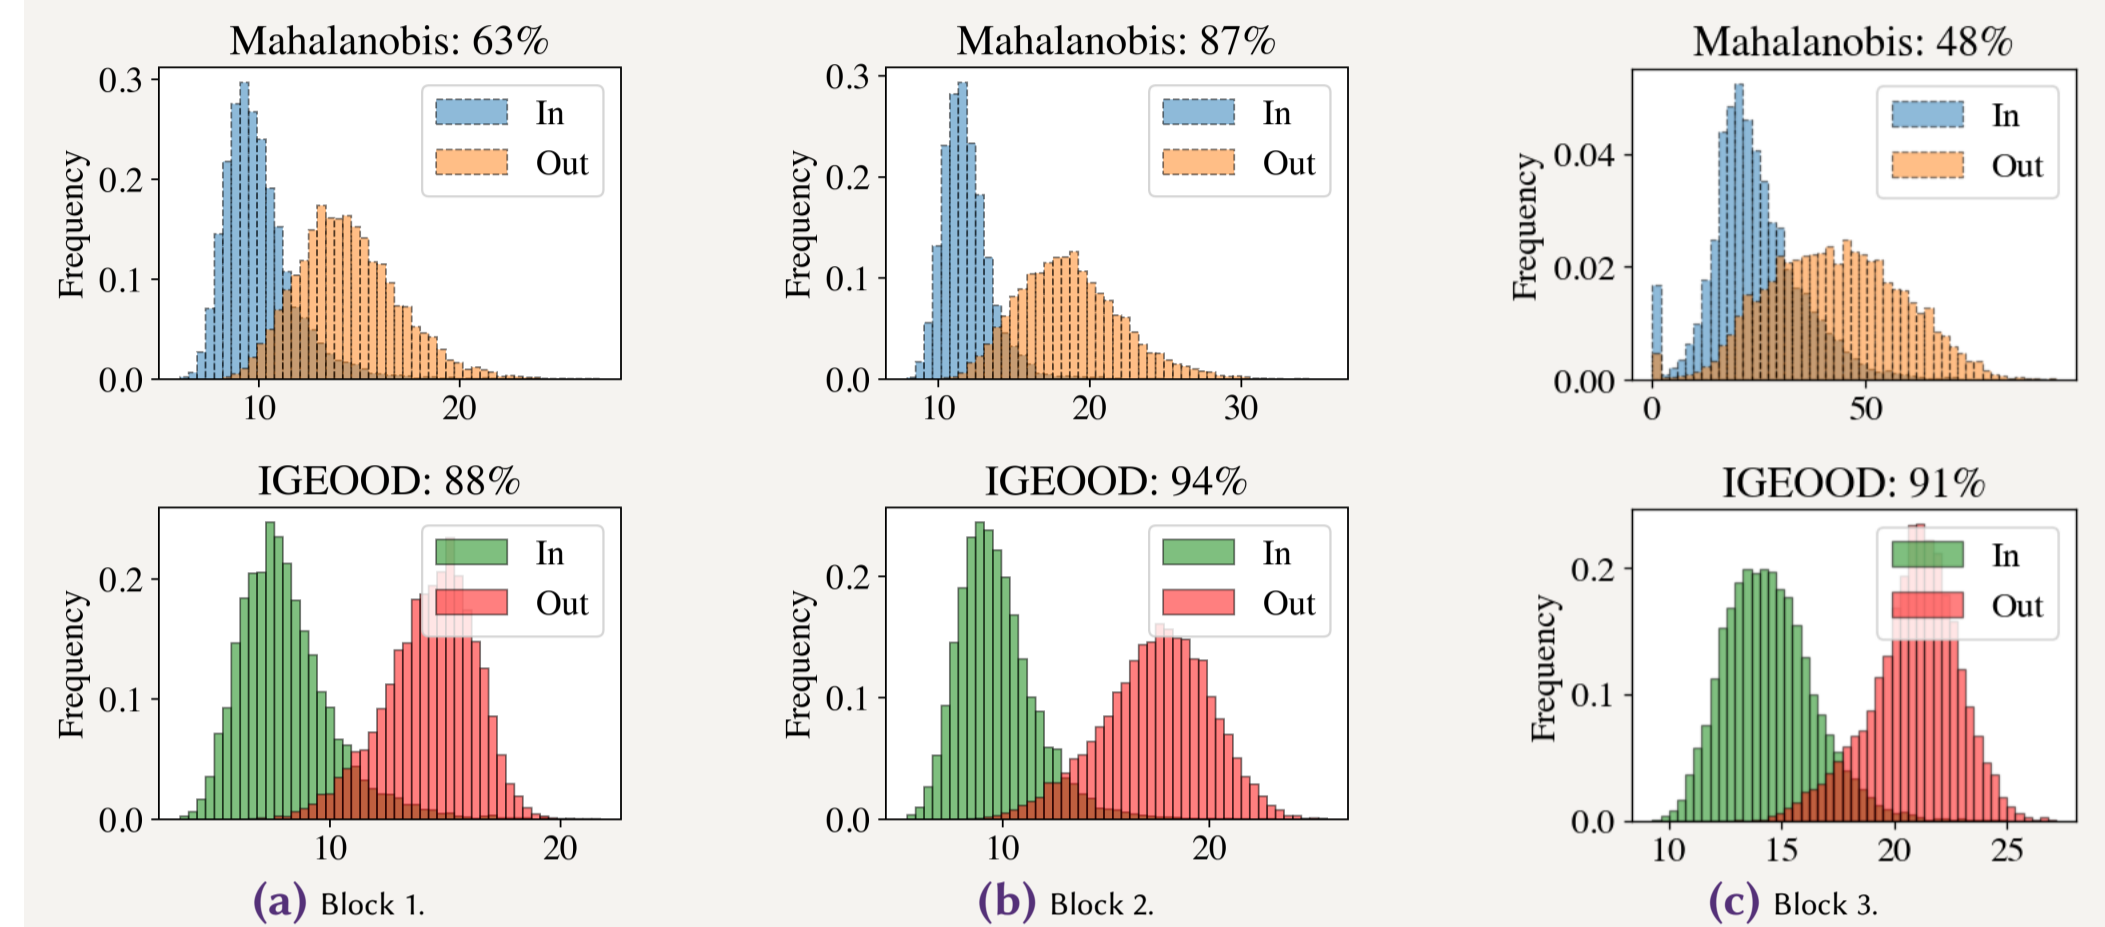 Mahalanobis: 63%
In
Out
Frequency
0.3
0.2
0.1
0.0
10
20
Mahalanobis: 87%
In
Out
Frequency
0.3
0.2
0.1
0.0
10
20
30
Mahalanobis: 48%
In
Out
Frequency
0.04
0.02
0.00
0
50
IGEOOD: 88%
In
Out
Frequency
0.2
0.1
0.0
10
20
(a) Block 1.
IGEOOD: 94%
In
Out
Frequency
0.2
0.1
0.0
10
20
(b) Block 2.
IGEOOD: 91%
In
Out
Frequency
0.2
0.1
0.0
10
15
20
25
(c) Block 3.